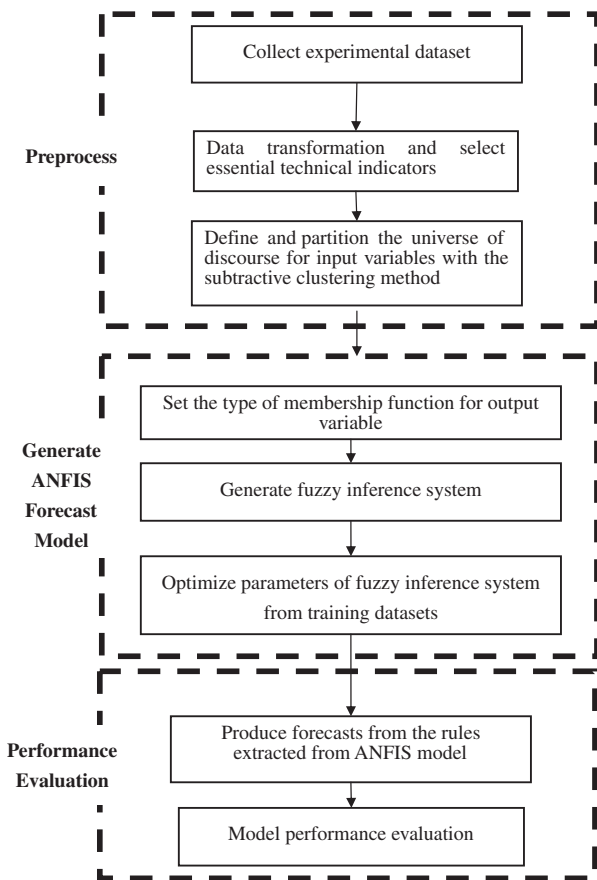 Collect experimental dataset
Preprocess
Data transformation and select
essential technical indicators
Define and partition the universe of
discourse for input variables with the
subtractive clustering method
Generate
ANFIS
Forecast
Model
Set the type of membership function for output
variable
Generate fuzzy inference system
Optimize parameters of fuzzy inference system
from training datasets
Performance
Evaluation
Produce forecasts from the rules
extracted from ANFIS model
Model performance evaluation